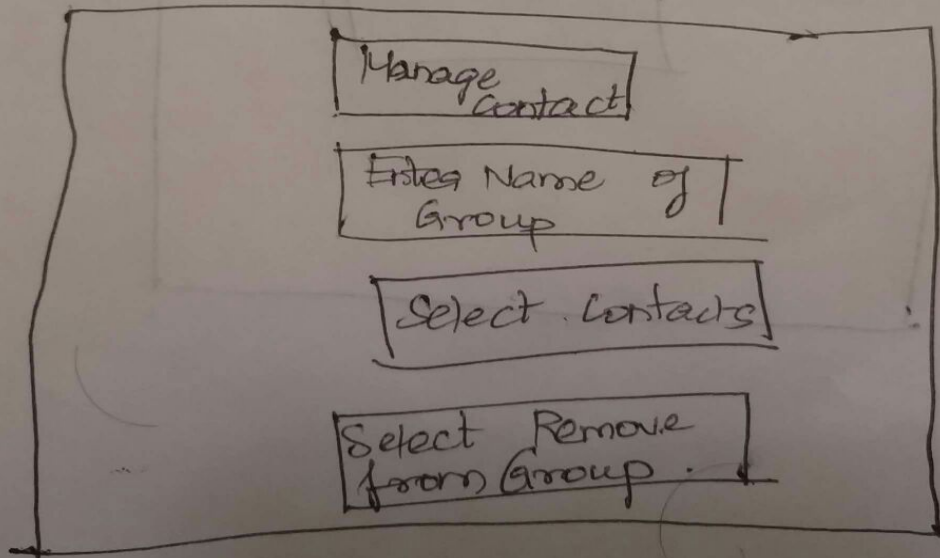 Manage
Contact
Enter Name of
Group
Select Contacts
Select Remove
from Group.